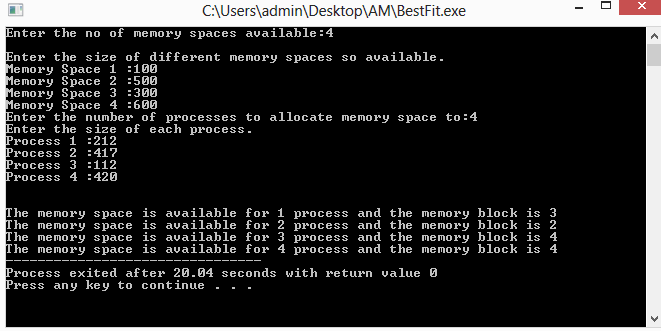 C:\Users\admin\Desktop\AM\BestFit.exe
Enter the no of memory spaces available:4
Enter the size of different memory spaces so available.
Memory Space 1 :100
Memory Space 2 :500
Memory Space 3 :300
Memory Space 4 :600
Enter the number of processes to allocate memory space to:4
Enter the size of each process.
Process 1 :212
Process 2 :417
Process 3 :112
Process 4 :420
The memory space is available for 1 process and the memory block is 3
The memory space is available for 2 process and the memory block is 2
The memory space is available for 3 process and the memory block is 4
The memory space is available for 4 process and the memory block is 4
--------------------------------
Process exited after 20.04 seconds with return value 0
Press any key to continue . . .